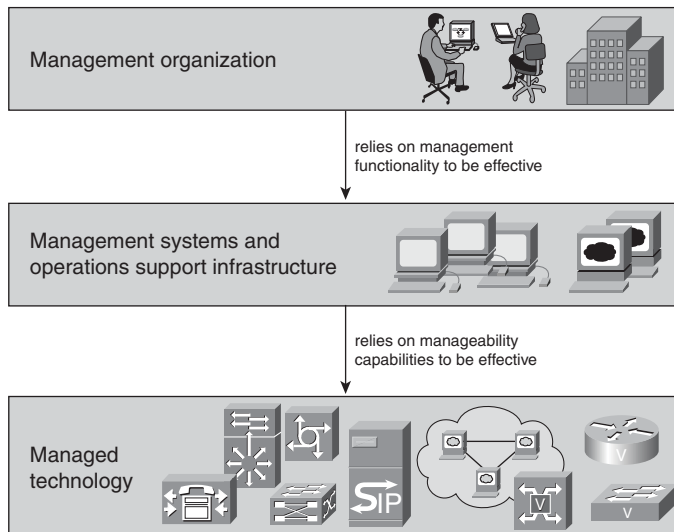 Management organization
relies on management
functionality to be effective
Management systems and
operations support infrastructure
relies on manageability
capabilities to be effective
Managed
technology
SIP
V
V
V